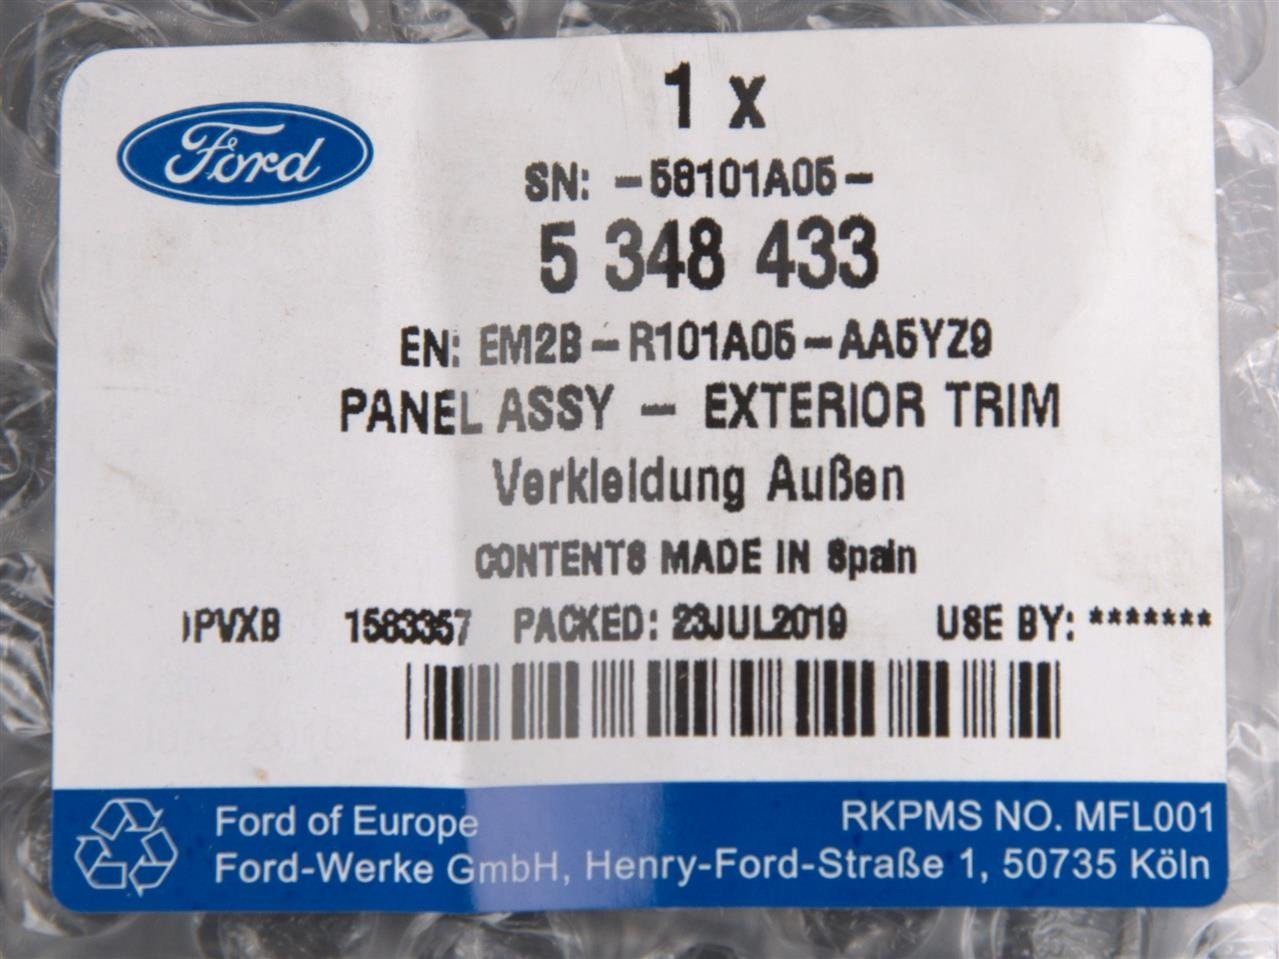 Ford
1 x
SN: -58101A05-
5 348 433
EN: EM2B-R101A05-AA5YZ9
PANEL ASSY - EXTERIOR TRIM
Verkleidung Außen
CONTENTS MADE IN Spain
PVXB 1583357 PACKED: 23JUL2019 USE BY: *******
Ford of Europe RKPMS NO. MFL001
Ford-Werke GmbH, Henry-Ford-Straße 1, 50735 Köln